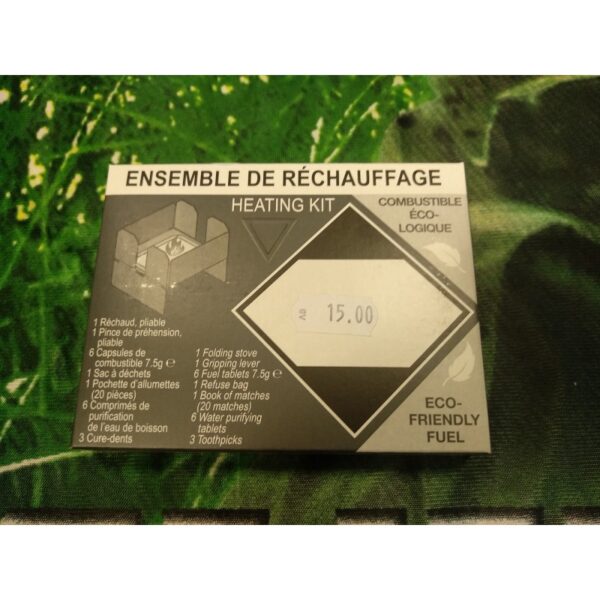 ENSEMBLE DE RÉCHAUFFAGE
HEATING KIT
COMBUSTIBLE
ÉCO-
LOGIQUE
15.00
1 Réchaud, pliable
1 Pince de préhension,
pliable
6 Capsules de
combustible 7.5g ℮
1 Sac à déchets
1 Pochette d'allumettes
(20 pièces)
6 Comprimés de
purification
de l'eau de boisson
3 Cure-dents
1 Folding stove
1 Gripping lever
6 Fuel tablets 7.5g ℮
1 Refuse bag
1 Book of matches
(20 matches)
6 Water purifying
tablets
3 Toothpicks
ECO-
FRIENDLY
FUEL